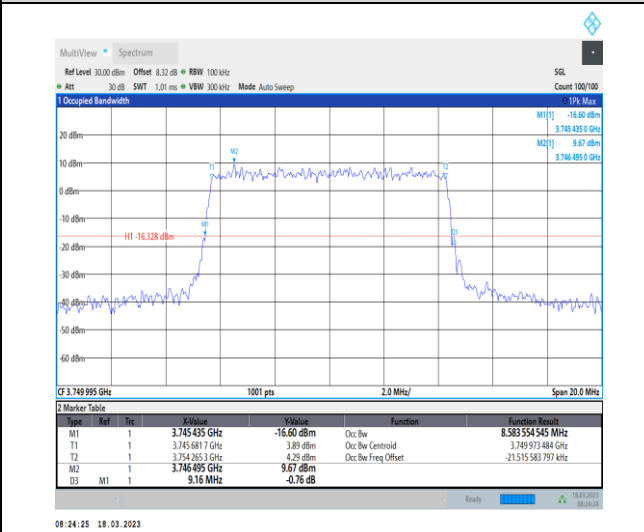 MultiView Spectrum
Ref Level 30.00 dBm Offset 8.32 dB RBW 100 kHz SGL
Att 30 dB SWT 1.01 ms VBW 300 kHz Mode Auto Sweep Count 100/100
1 Occupied Bandwidth 1Pk Max
M1[1] -16.60 dBm
3.745 435 0 GHz
M2[1] 9.67 dBm
3.746 495 0 GHz
20 dBm
M2
10 dBm
T1 T2
0 dBm
-10 dBm
M1
H1 -16.328 dBm
D3
-20 dBm
-30 dBm
-40 dBm
-50 dBm
-60 dBm
CF 3.749 995 GHz 1001 pts 2.0 MHz/ Span 20.0 MHz
2 Marker Table
Type Ref Trc X-Value Y-Value Function Function Result
M1 1 3.745 435 GHz -16.60 dBm Occ Bw 8.583 554 545 MHz
T1 1 3.745 681 7 GHz 3.89 dBm Occ Bw Centroid 3.749 973 484 GHz
T2 1 3.754 265 3 GHz 4.29 dBm Occ Bw Freq Offset -21.515 583 797 kHz
M2 1 3.746 495 GHz 9.67 dBm
D3 M1 1 9.16 MHz -0.76 dB
Ready 18.03.2023
08:24:24
08:24:25 18.03.2023